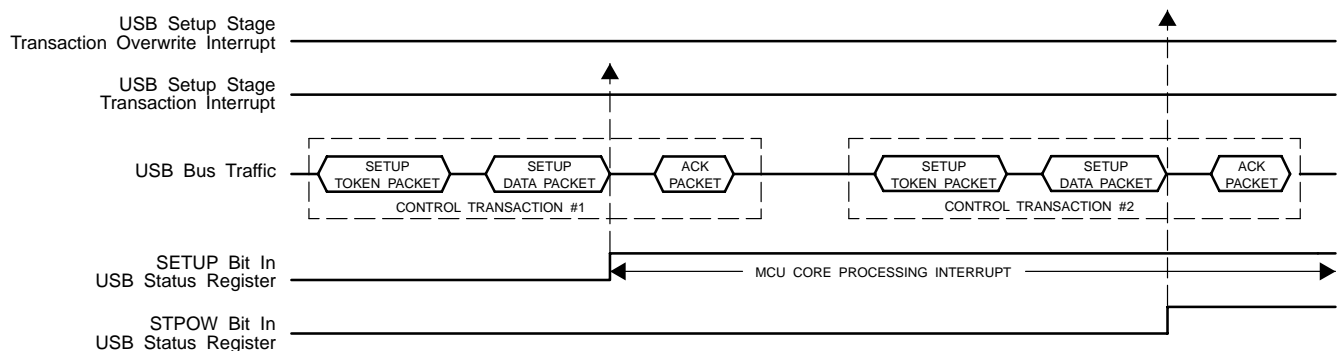 USB Setup Stage
Transaction Overwrite Interrupt
USB Setup Stage
Transaction Interrupt
USB Bus Traffic
SETUP
TOKEN PACKET
SETUP
DATA PACKET
ACK
PACKET
CONTROL TRANSACTION #1
SETUP
TOKEN PACKET
SETUP
DATA PACKET
ACK
PACKET
CONTROL TRANSACTION #2
SETUP Bit In
USB Status Register
MCU CORE PROCESSING INTERRUPT
STPOW Bit In
USB Status Register